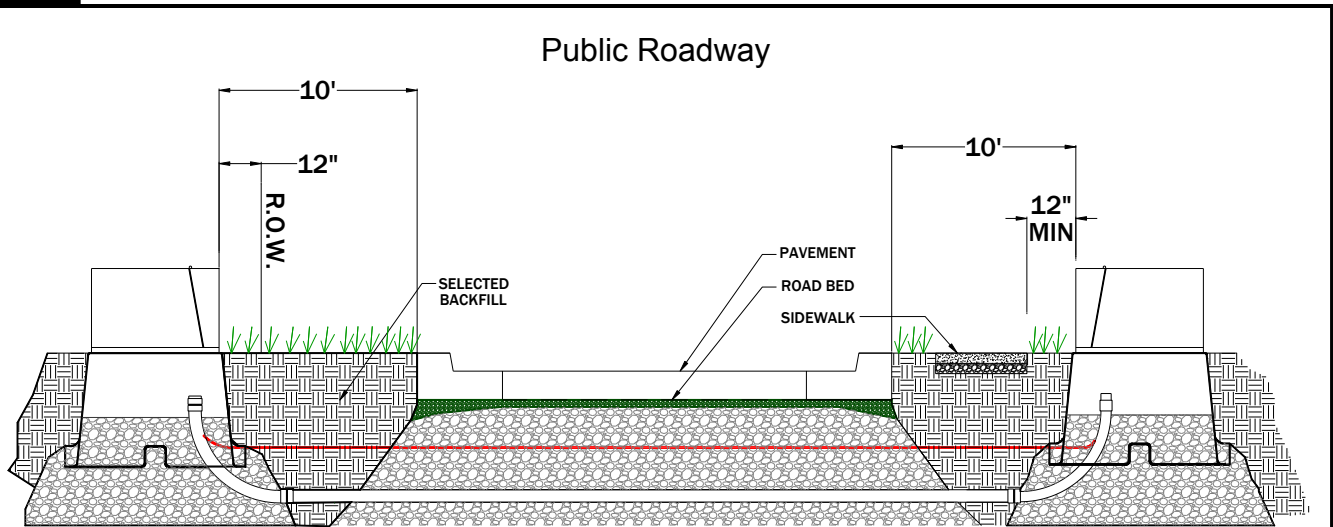 Public Roadway
10'
12"
R.O.W.
10'
12"
MIN
SELECTED
BACKFILL
PAVEMENT
ROAD BED
SIDEWALK